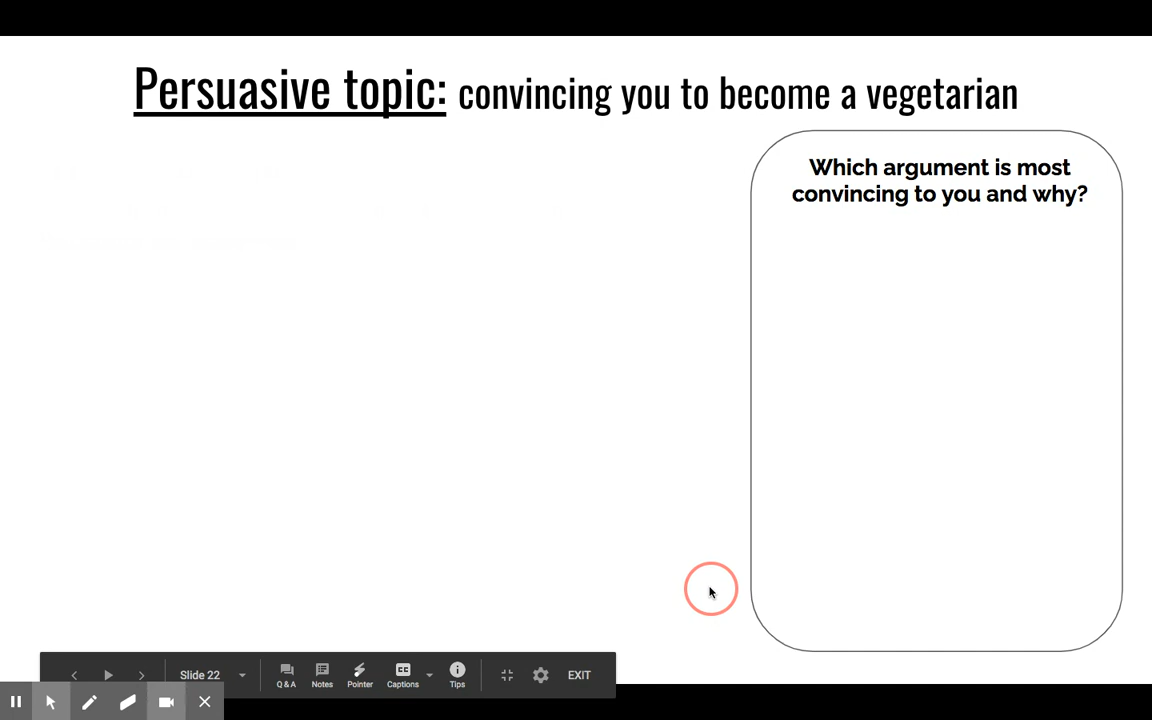 Persuasive topic: convincing you to become a vegetarian
Which argument is most
convincing to you and why?
Slide 22
Q & A
Notes
Pointer
Captions
Tips
EXIT